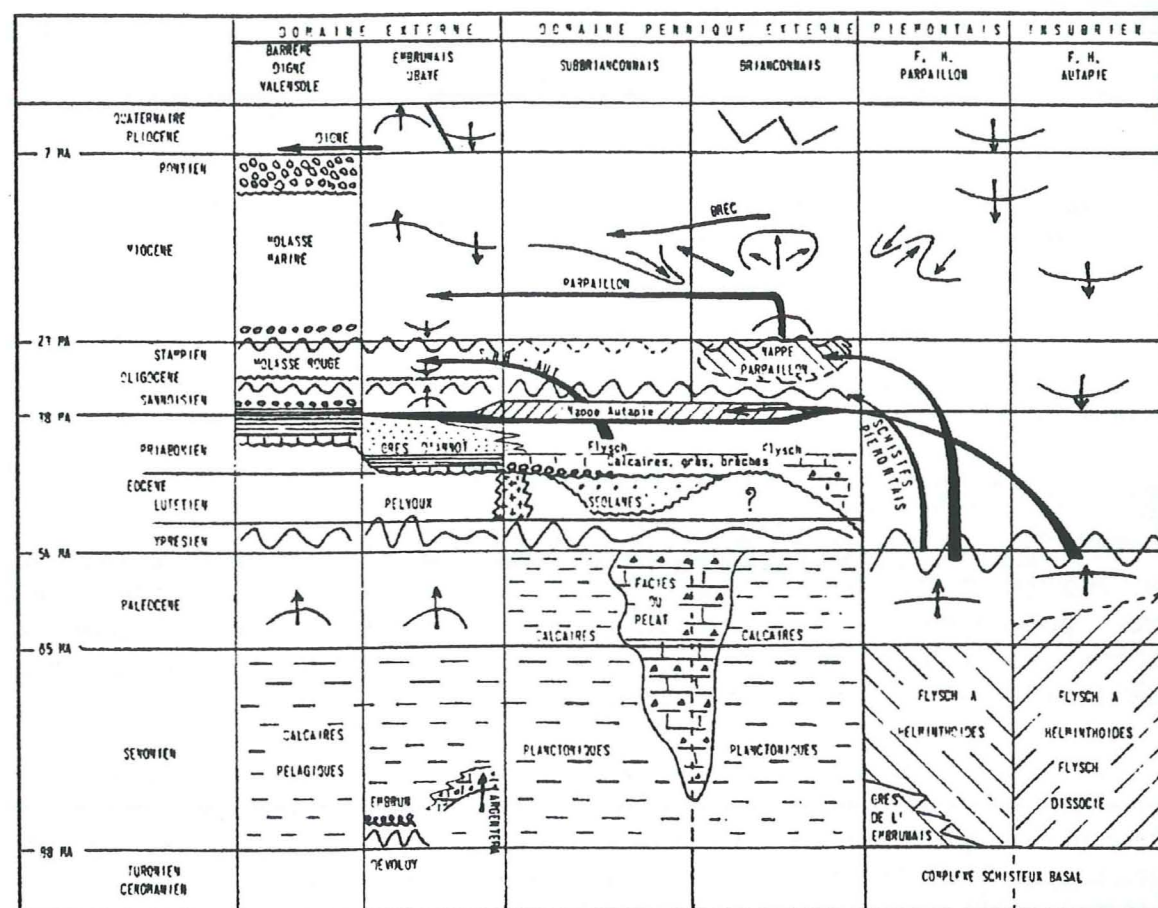 DOMAINE EXTERNE
DOMAINE PENNIQUE EXTERNE
PIEMONTAIS
INSUBRIEN
BARREME
DIGNE
VALENSOLE
EMBRUNAIS
UBAYE
SUBBRIANCONNAIS
BRIANCONNAIS
F. H.
PARPAILLON
F. H.
AUTAPIE
QUATERNAIRE
PLIOCENE
DIGNE
7 MA
PONTIEN
BREC
MIOCENE
MOLASSE
MARINE
PARPAILLON
21 MA
STAMPIEN
MOLASSE ROUGE
AUT
NAPPE
PARPAILLON
OLIGOCENE
SANNOISIEN
38 MA
Nappe Autapie
SCHISTES
PIEMONTAIS
PRIABONIEN
GRES D'ANNOT
Flysch
Flysch
Calcaires, grès, brèches
EOCENE
LUTETIEN
PELVOUX
SEOLANES
?
YPRESIEN
54 MA
PALEOCENE
FACIES
DU
PELAT
CALCAIRES
CALCAIRES
65 MA
FLYSCH A
HELMINTHOIDES
FLYSCH A
HELMINTHOIDES
SENONIEN
CALCAIRES
PELAGIQUES
PLANCTONIQUES
PLANCTONIQUES
FLYSCH
DISSOCIE
EMBRUN
ARGENTERA
GRES
DE L'
EMBRUNAIS
98 MA
DEVOLUY
TURONIEN
CENOMANIEN
COMPLEXE SCHISTEUX BASAL